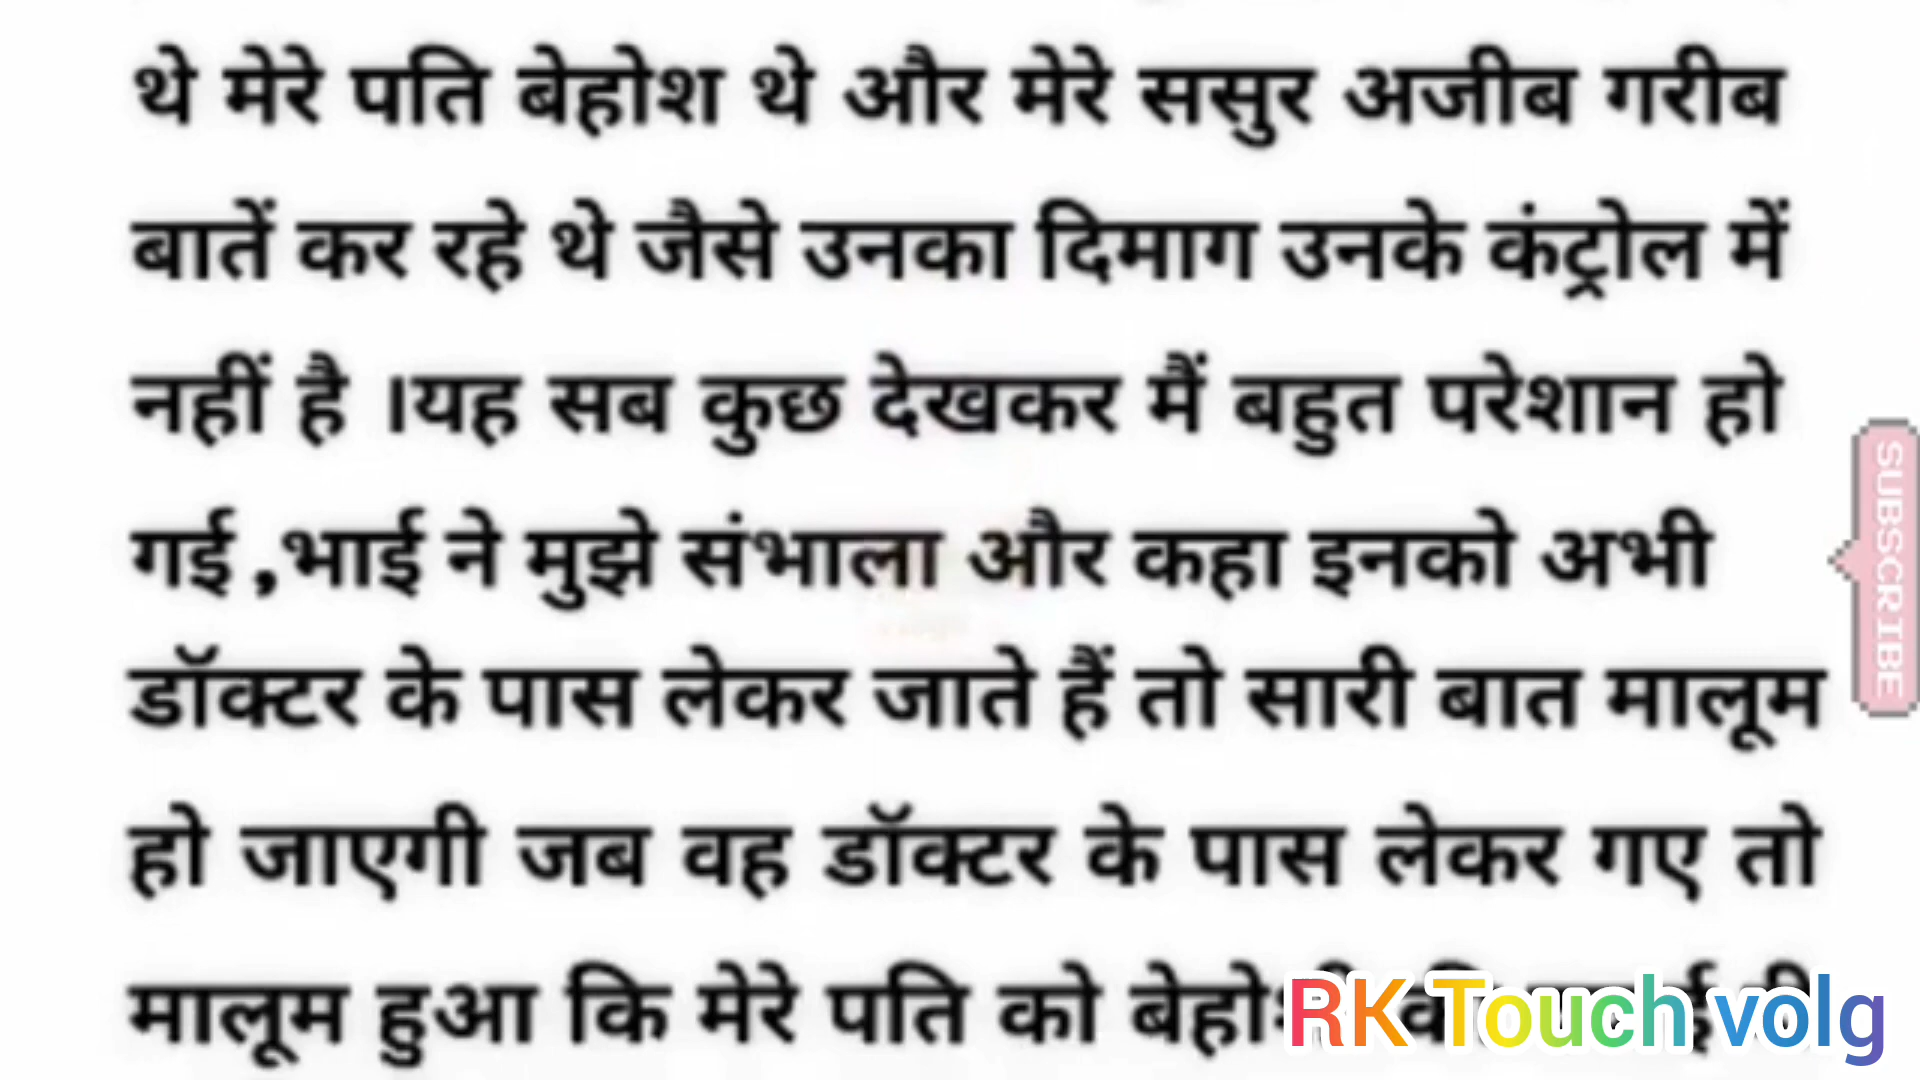 थे मेरे पति बेहोश थे और मेरे ससुर अजीब गरीब
बातें कर रहे थे जैसे उनका दिमाग उनके कंट्रोल में
नहीं है ।यह सब कुछ देखकर मैं बहुत परेशान हो
गई ,भाई ने मुझे संभाला और कहा इनको अभी
डॉक्टर के पास लेकर जाते हैं तो सारी बात मालूम
हो जाएगी जब वह डॉक्टर के पास लेकर गए तो
मालूम हुआ कि मेरे पति को
RK Touch volg
SUBSCRIBE